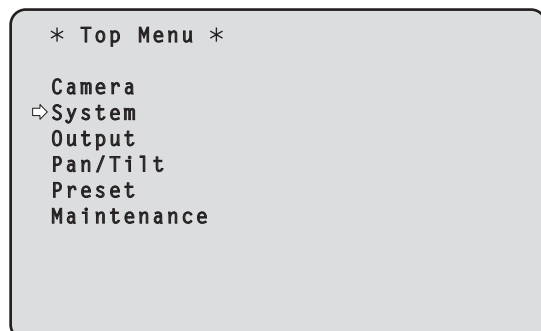 * Top Menu *
Camera
⇨System
Output
Pan/Tilt
Preset
Maintenance